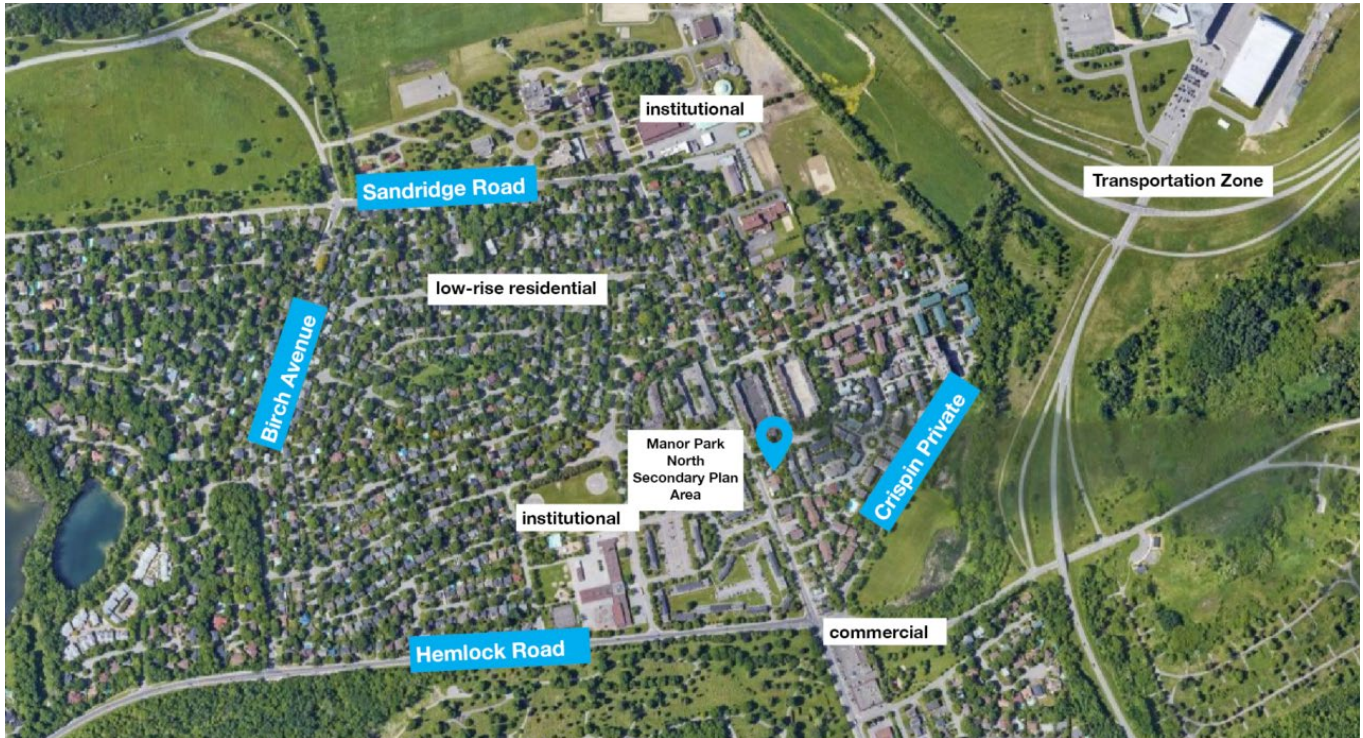 institutional
Sandridge Road
Transportation Zone
low-rise residential
Birch Avenue
Crispin Private
Manor Park
North
Secondary Plan
Area
institutional
commercial
Hemlock Road